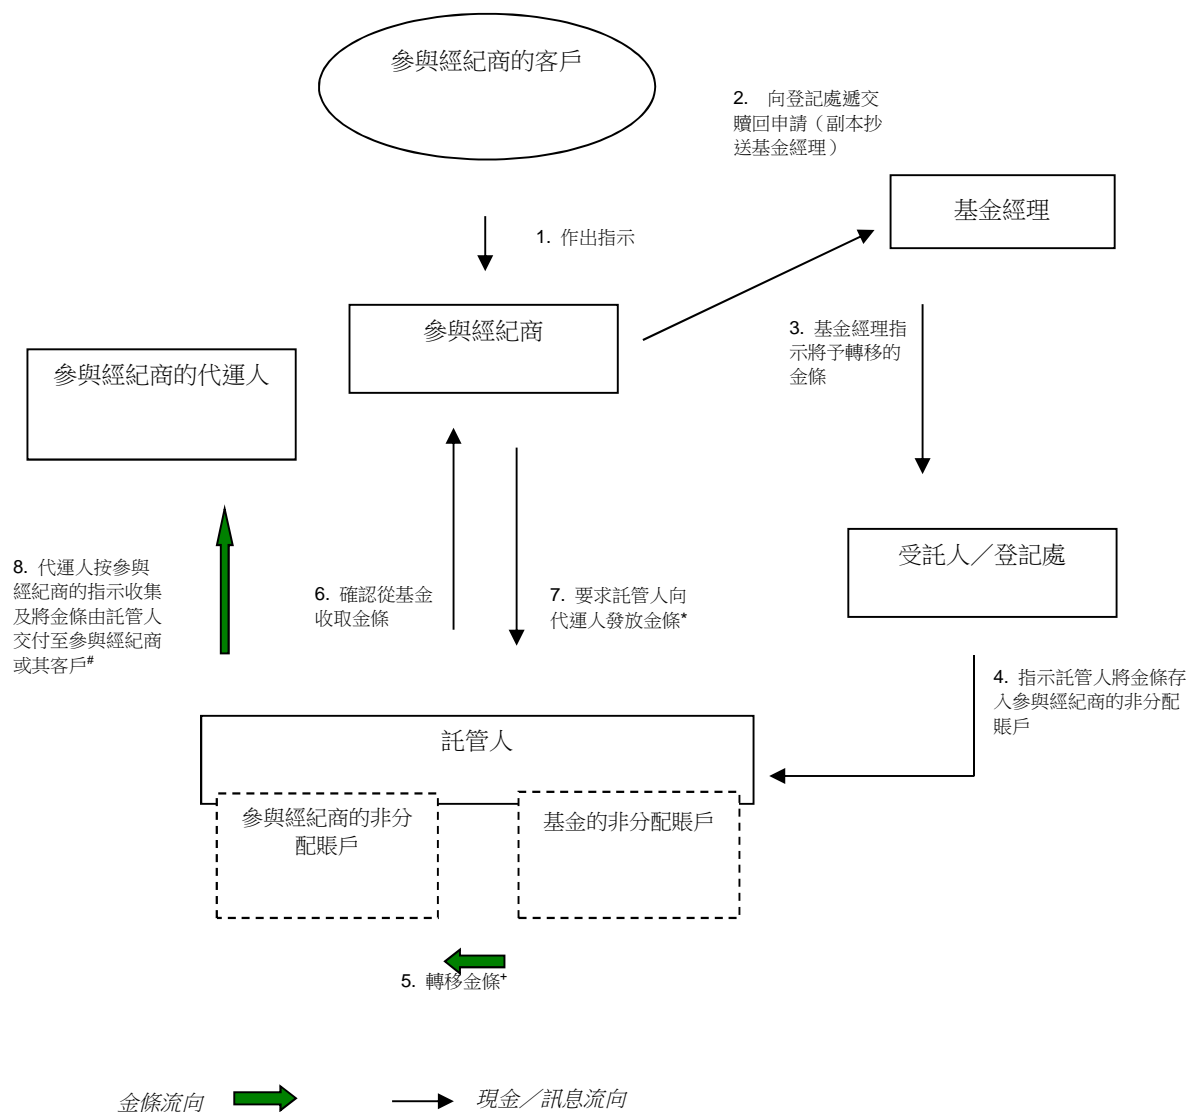 參與經紀商的客戶
2. 向登記處遞交
贖回申請（副本抄
送基金經理）
基金經理
1. 作出指示
參與經紀商
3. 基金經理指
示將予轉移的
金條
參與經紀商的代運人
受託人／登記處
8. 代運人按參與
經紀商的指示收集
及將金條由託管人
交付至參與經紀商
或其客戶#
6. 確認從基金
收取金條
7. 要求託管人向
代運人發放金條*
4. 指示託管人將金條存
入參與經紀商的非分配
賬戶
託管人
參與經紀商的非分
配賬戶
基金的非分配賬戶
5. 轉移金條+
金條流向
現金／訊息流向